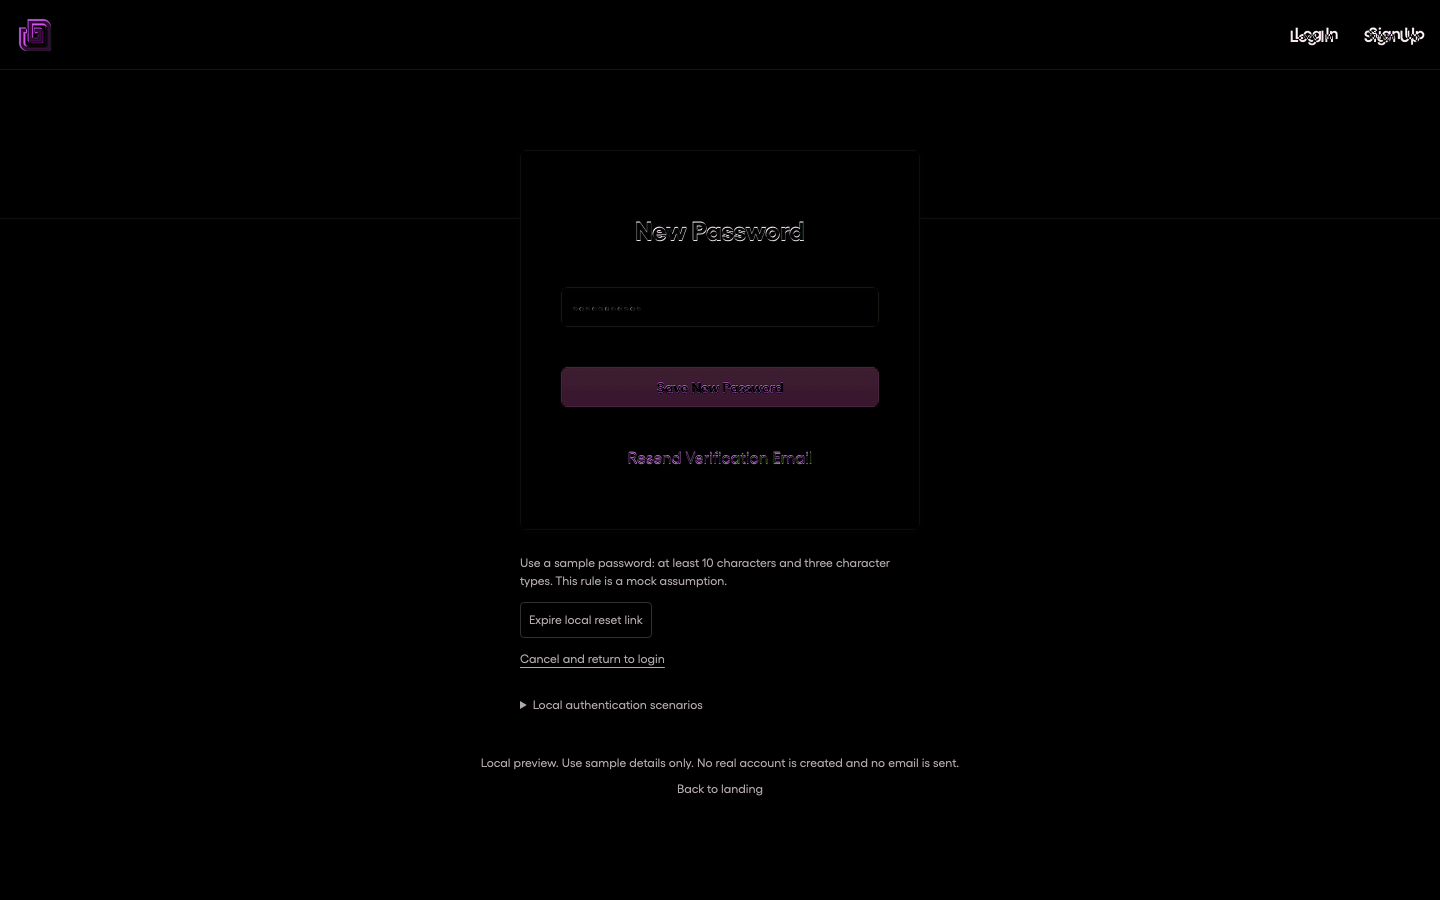 Log In
Sign Up
New Password
Save New Password
Resend Verification Email
Use a sample password: at least 10 characters and three character
types. This rule is a mock assumption.
Expire local reset link
Cancel and return to login
Local authentication scenarios
Local preview. Use sample details only. No real account is created and no email is sent.
Back to landing